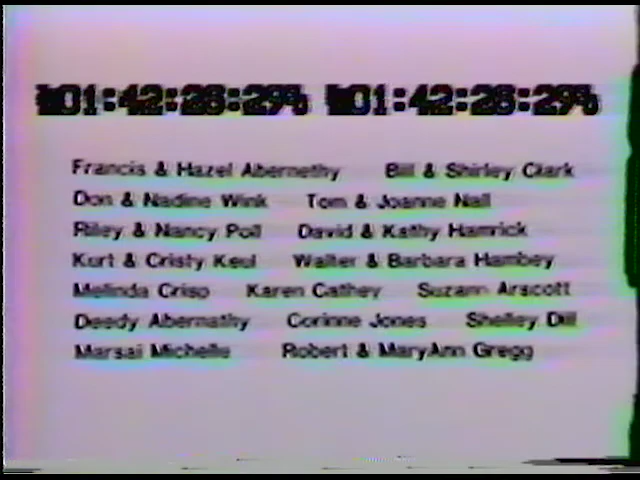 %01:42:28:29% %01:42:28:29%
Francis & Hazel Abernethy Bill & Shirley Clark
Don & Nadine Wink Tom & Joanne Nall
Riley & Nancy Poll David & Kathy Hamrick
Kurt & Cristy Keul Walter & Barbara Hambey
Melinda Crisp Karen Cathey Suzann Arscott
Deedy Abernathy Corinne Jones Shelley Dill
Marsai Michelle Robert & MaryAnn Gregg